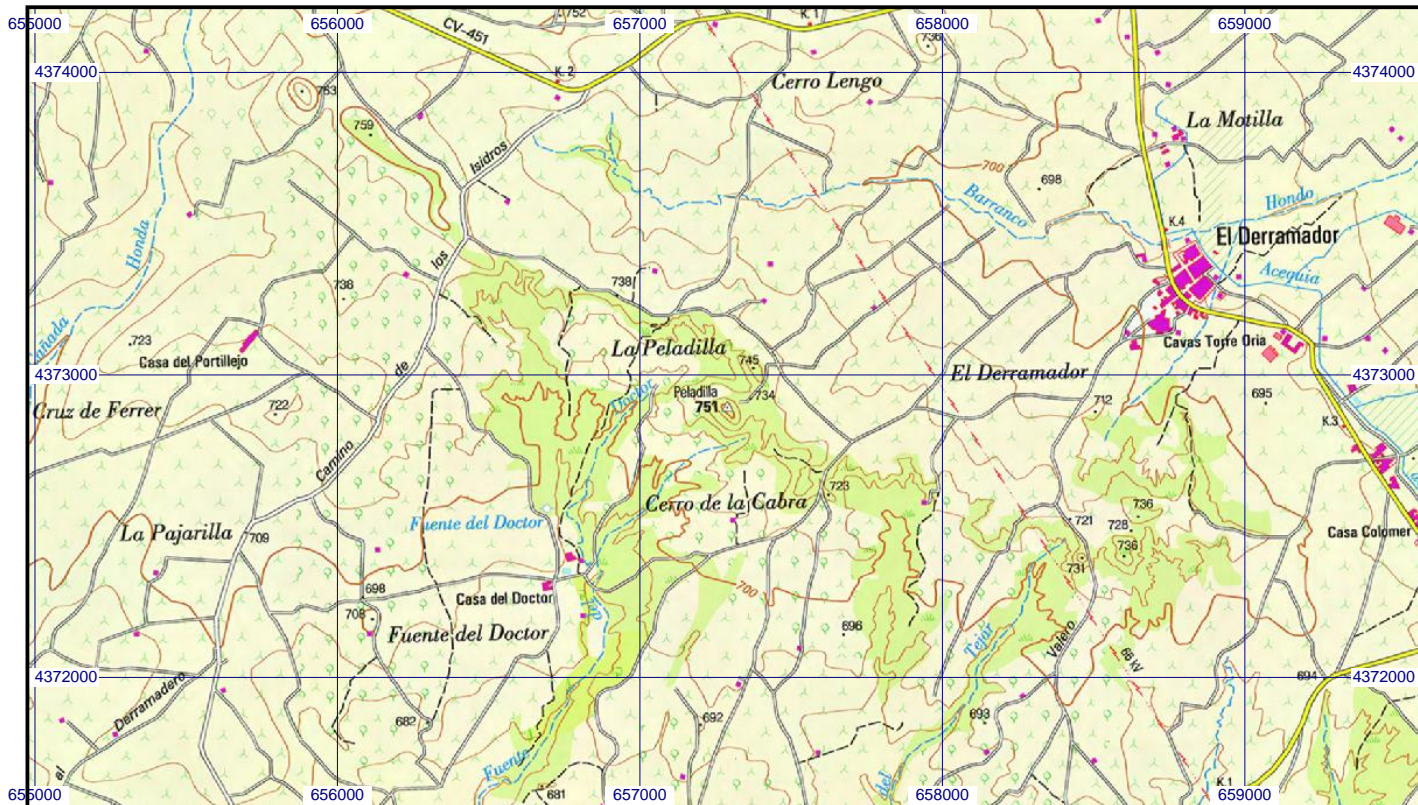 655000
656000
657000
658000
659000
752
K. 1
736
CV-451
4374000
K. 2
4374000
753
Cerro Lengo
759
La Motilla
Isidros
700
698
Barranco
Hondo
Honda
K.4
El Derramador
los
738
738
Acequia
723
Casa del Portillejo
La Peladilla
745
Cavas Torre Oria
4373000
de
Doctor
El Derramador
4373000
Cruz de Ferrer
722
Peladilla
751
734
712
695
K.3
Camino
Cerro de la Cabra
723
736
La Pajarilla
709
Fuente del Doctor
721
728
736
Casa Colomer
731
698
Casa del Doctor
700
708
Fuente del Doctor
696
Tejar
Valero
66 kV
4372000
694
4372000
Derramadero
682
692
693
el
Fuente
681
del
K.1
655000
656000
657000
658000
659000